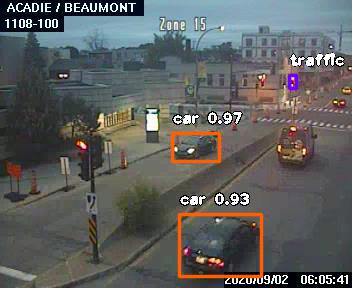 ACADIE / BEAUMONT
1108-100
Zone 15
traffic
car 0.97
car 0.93
2020/09/02 06:05:41